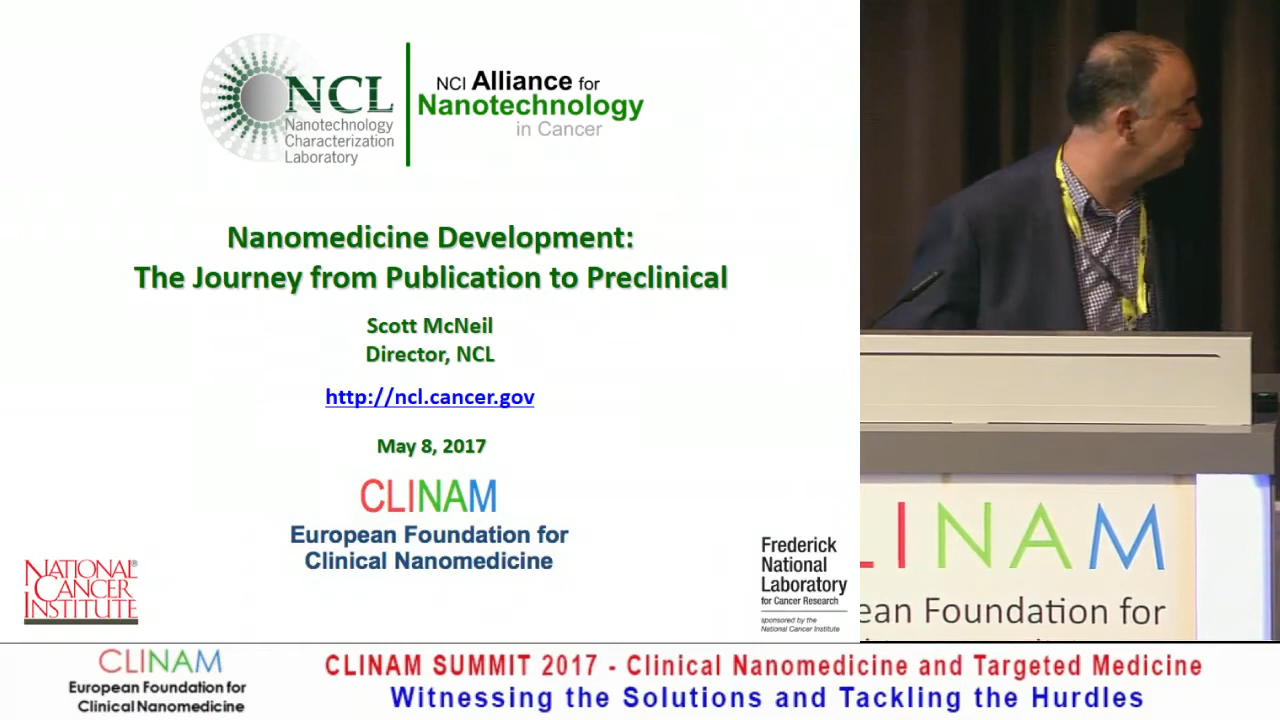 NCL
Nanotechnology
Characterization
Laboratory
NCI Alliance for
Nanotechnology
in Cancer
Nanomedicine Development:
The Journey from Publication to Preclinical
Scott McNeil
Director, NCL
http://ncl.cancer.gov
May 8, 2017
CLINAM
European Foundation for
Clinical Nanomedicine
NATIONAL
CANCER
INSTITUTE®
Frederick
National
Laboratory
for Cancer Research
sponsored by the
National Cancer Institute
LINAM
ean Foundation for
CLINAM
European Foundation for
Clinical Nanomedicine
CLINAM SUMMIT 2017 - Clinical Nanomedicine and Targeted Medicine
Witnessing the Solutions and Tackling the Hurdles